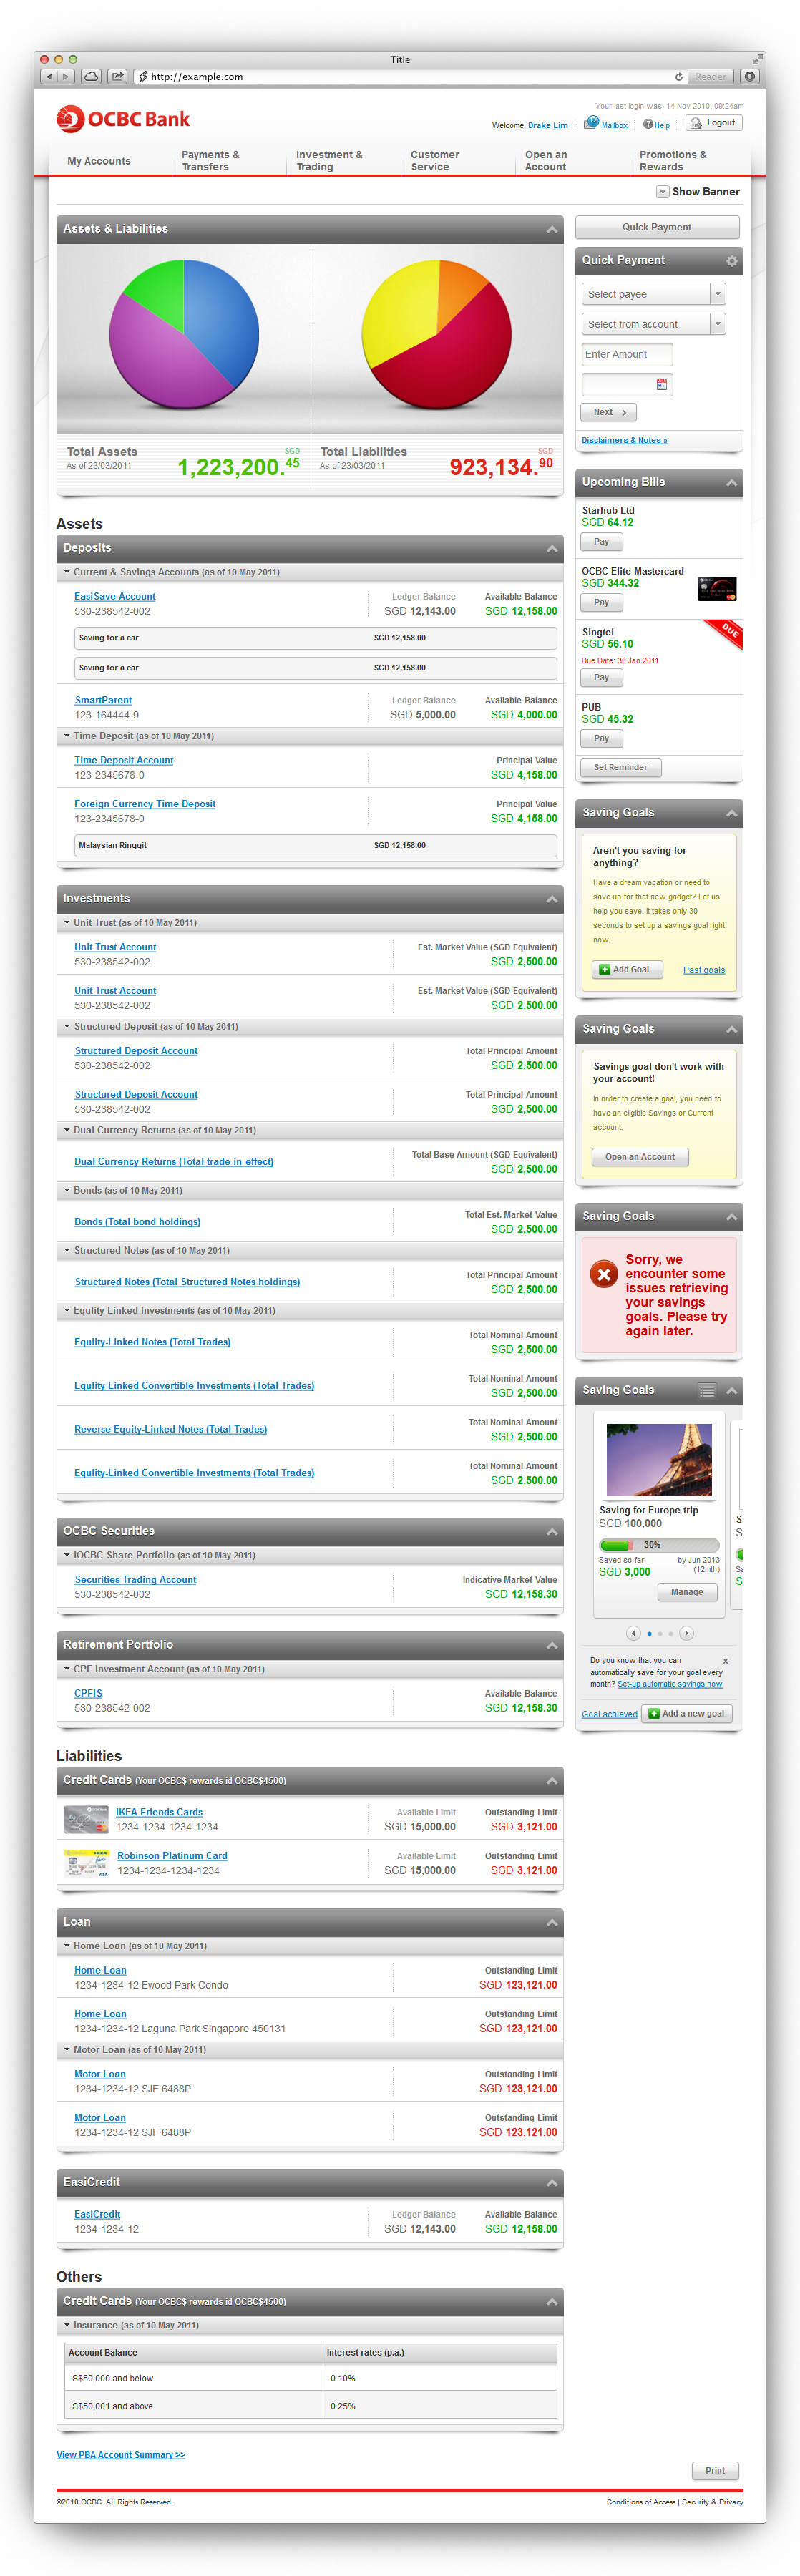 Title
http://example.com
Reader
OCBC Bank
Your last login was, 14 Nov 2010, 09:24am
Welcome, Drake Lim
12
Mailbox
Help
Logout
My Accounts
Payments &
Transfers
Investment &
Trading
Customer
Service
Open an
Account
Promotions &
Rewards
Show Banner
Assets & Liabilities
Total Assets
As of 23/03/2011
SGD
1,223,200.45
Total Liabilities
As of 23/03/2011
SGD
923,134.90
Assets
Deposits
Current & Savings Accounts (as of 10 May 2011)
EasiSave Account
530-238542-002
Ledger Balance
SGD 12,143.00
Available Balance
SGD 12,158.00
Saving for a car SGD 12,158.00
Saving for a car SGD 12,158.00
SmartParent
123-164444-9
Ledger Balance
SGD 5,000.00
Available Balance
SGD 4,000.00
Time Deposit (as of 10 May 2011)
Time Deposit Account
123-2345678-0
Principal Value
SGD 4,158.00
Foreign Currency Time Deposit
123-2345678-0
Principal Value
SGD 4,158.00
Malaysian Ringgit SGD 12,158.00
Investments
Unit Trust (as of 10 May 2011)
Unit Trust Account
530-238542-002
Est. Market Value (SGD Equivalent)
SGD 2,500.00
Unit Trust Account
530-238542-002
Est. Market Value (SGD Equivalent)
SGD 2,500.00
Structured Deposit (as of 10 May 2011)
Structured Deposit Account
530-238542-002
Total Principal Amount
SGD 2,500.00
Structured Deposit Account
530-238542-002
Total Principal Amount
SGD 2,500.00
Dual Currency Returns (as of 10 May 2011)
Dual Currency Returns (Total trade in effect)
Total Base Amount (SGD Equivalent)
SGD 2,500.00
Bonds (as of 10 May 2011)
Bonds (Total bond holdings)
Total Est. Market Value
SGD 2,500.00
Structured Notes (as of 10 May 2011)
Structured Notes (Total Structured Notes holdings)
Total Principal Amount
SGD 2,500.00
Equlity-Linked Investments (as of 10 May 2011)
Equlity-Linked Notes (Total Trades)
Total Nominal Amount
SGD 2,500.00
Equlity-Linked Convertible Investments (Total Trades)
Total Nominal Amount
SGD 2,500.00
Reverse Equity-Linked Notes (Total Trades)
Total Nominal Amount
SGD 2,500.00
Equlity-Linked Convertible Investments (Total Trades)
Total Nominal Amount
SGD 2,500.00
OCBC Securities
iOCBC Share Portfolio (as of 10 May 2011)
Securities Trading Account
530-238542-002
Indicative Market Value
SGD 12,158.30
Retirement Portfolio
CPF Investment Account (as of 10 May 2011)
CPFIS
530-238542-002
Available Balance
SGD 12,158.30
Liabilities
Credit Cards (Your OCBC$ rewards id OCBC$4500)
IKEA Friends Cards
1234-1234-1234-1234
Available Limit
SGD 15,000.00
Outstanding Limit
SGD 3,121.00
Robinson Platinum Card
1234-1234-1234-1234
Available Limit
SGD 15,000.00
Outstanding Limit
SGD 3,121.00
VISA
Loan
Home Loan (as of 10 May 2011)
Home Loan
1234-1234-12 Ewood Park Condo
Outstanding Limit
SGD 123,121.00
Home Loan
1234-1234-12 Laguna Park Singapore 450131
Outstanding Limit
SGD 123,121.00
Motor Loan (as of 10 May 2011)
Motor Loan
1234-1234-12 SJF 6488P
Outstanding Limit
SGD 123,121.00
Motor Loan
1234-1234-12 SJF 6488P
Outstanding Limit
SGD 123,121.00
EasiCredit
EasiCredit
1234-1234-12
Ledger Balance
SGD 12,143.00
Available Balance
SGD 12,158.00
Others
Credit Cards (Your OCBC$ rewards id OCBC$4500)
Insurance (as of 10 May 2011)
Account Balance Interest rates (p.a.)
S$50,000 and below 0.10%
S$50,001 and above 0.25%
View PBA Account Summary >>
Quick Payment
Quick Payment
Select payee
Select from account
Enter Amount
Next
Disclaimers & Notes »
Upcoming Bills
Starhub Ltd
SGD 64.12
Pay
OCBC Elite Mastercard
SGD 344.32
Pay
Singtel
SGD 56.10
DUE
Due Date: 30 Jan 2011
Pay
PUB
SGD 45.32
Pay
Set Reminder
Saving Goals
Aren't you saving for
anything?
Have a dream vacation or need to
save up for that new gadget? Let us
help you save. It takes only 30
seconds to set up a savings goal right
now.
Add Goal
Past goals
Saving Goals
Savings goal don't work with
your account!
In order to create a goal, you need to
have an eligible Savings or Current
account.
Open an Account
Saving Goals
Sorry, we
encounter some
issues retrieving
your savings
goals. Please try
again later.
Saving Goals
Saving for Europe trip
SGD 100,000
30%
Saved so far
SGD 3,000
by Jun 2013
(12mth)
Manage
Do you know that you can
automatically save for your goal every
month? Set-up automatic savings now
x
Goal achieved
Add a new goal
Print
©2010 OCBC. All Rights Reserved.
Conditions of Access | Security & Privacy